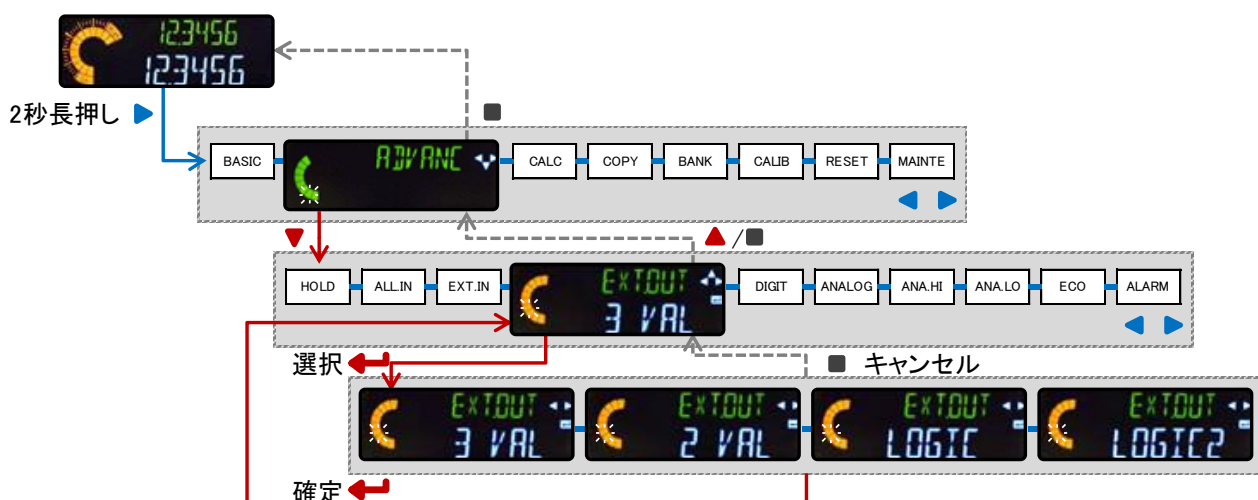 12.3456
12.3456
2秒長押し
BASIC ADVANC CALC COPY BANK CALIB RESET MAINTE
/
HOLD ALL.IN EXT.IN EXT.OUT DIGIT ANALOG ANA.HI ANA.LO ECO ALARM
3 VAL
選択 キャンセル
EXT.OUT EXT.OUT EXT.OUT EXT.OUT
3 VAL 2 VAL LOGIC LOGIC2
確定